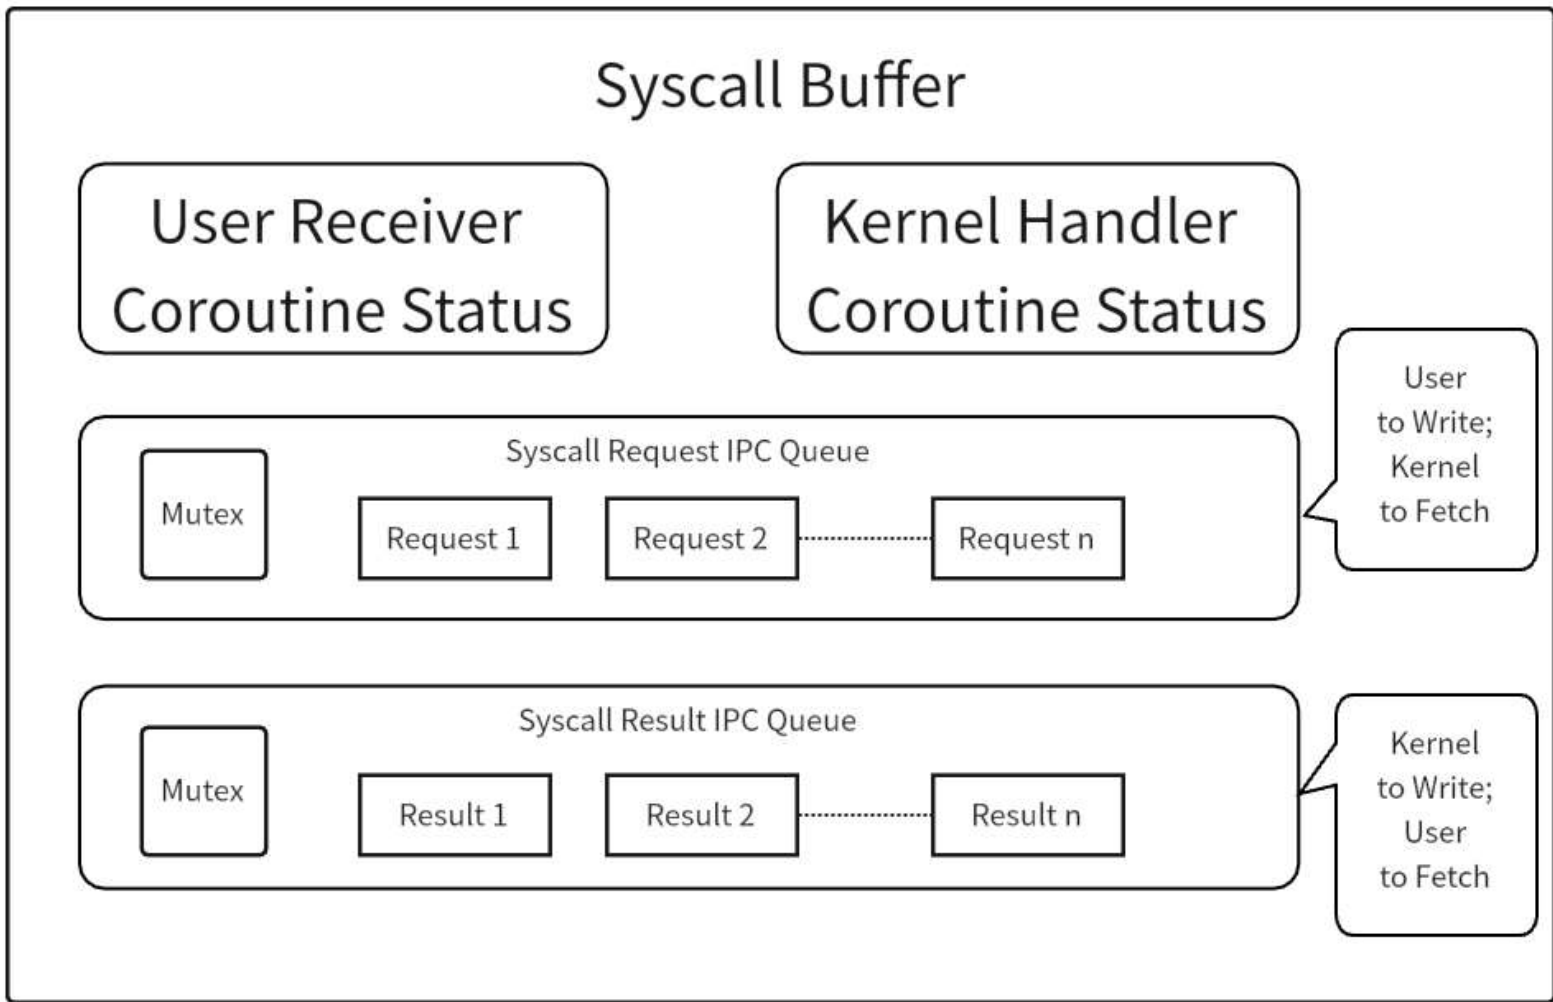 Syscall Buffer
User Receiver
Coroutine Status
Kernel Handler
Coroutine Status
User
to Write;
Kernel
to Fetch
Syscall Request IPC Queue
Mutex
Request 1
Request 2
Request n
Syscall Result IPC Queue
Mutex
Result 1
Result 2
Result n
Kernel
to Write;
User
to Fetch